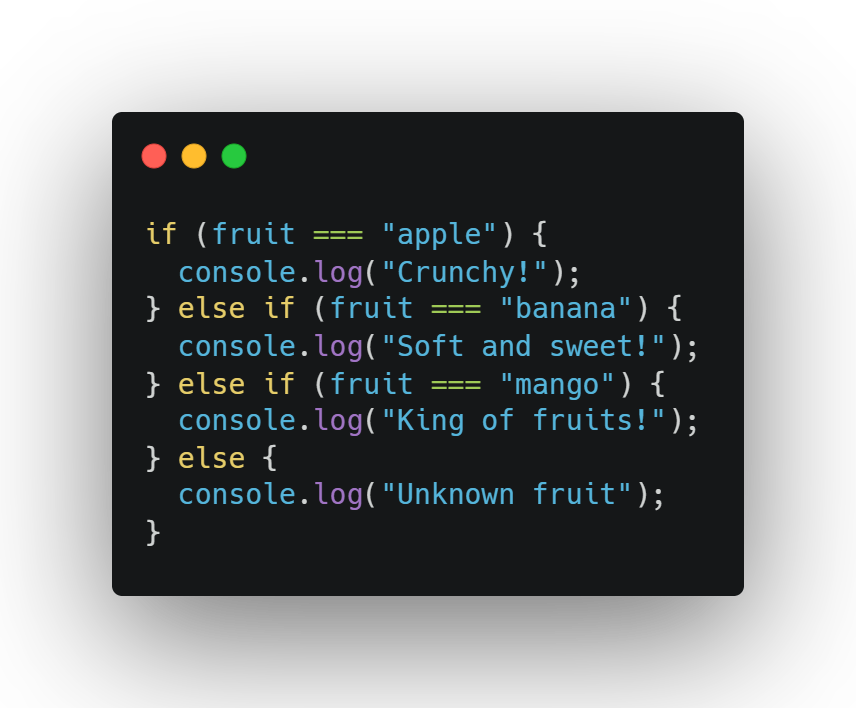 if (fruit === "apple") {
  console.log("Crunchy!");
} else if (fruit === "banana") {
  console.log("Soft and sweet!");
} else if (fruit === "mango") {
  console.log("King of fruits!");
} else {
  console.log("Unknown fruit");
}